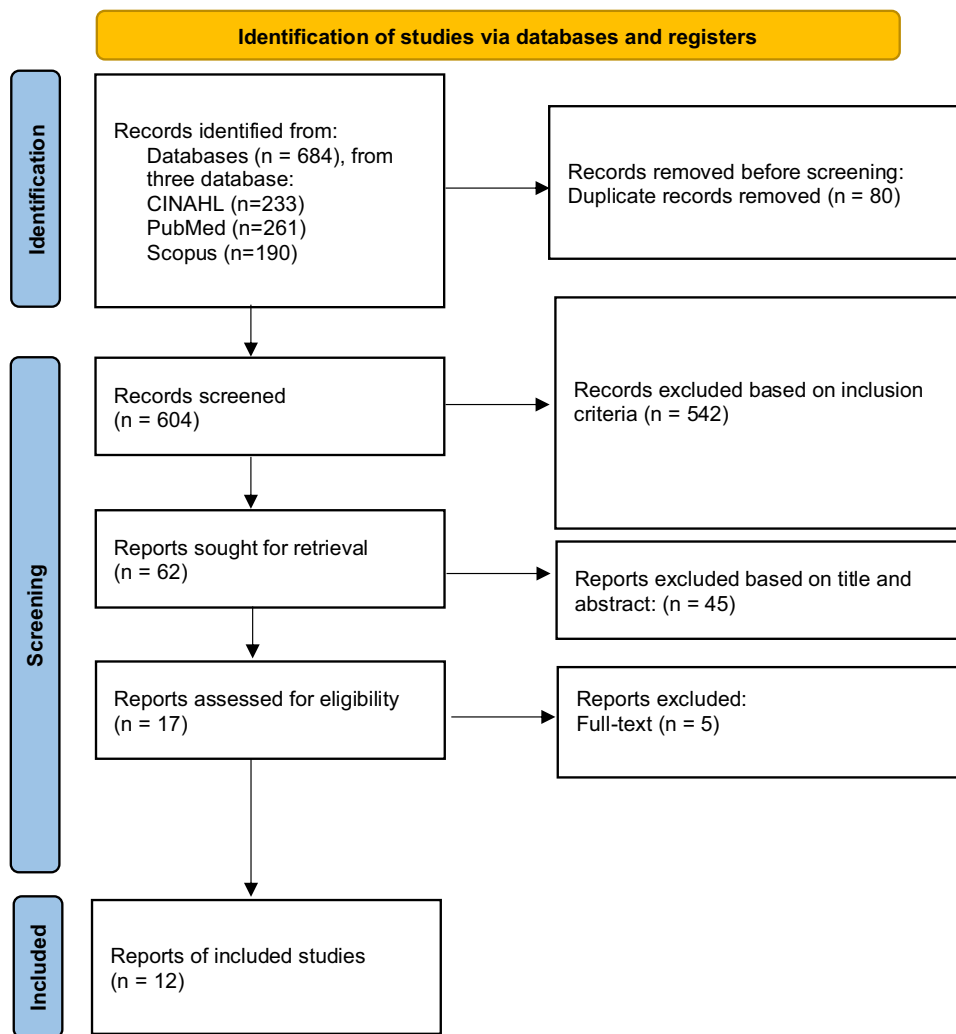 Identification of studies via databases and registers
Identification
Records identified from:
Databases (n = 684), from
three database:
CINAHL (n=233)
PubMed (n=261)
Scopus (n=190)
Records removed before screening:
Duplicate records removed (n = 80)
Screening
Records screened
(n = 604)
Records excluded based on inclusion
criteria (n = 542)
Reports sought for retrieval
(n = 62)
Reports excluded based on title and
abstract: (n = 45)
Reports assessed for eligibility
(n = 17)
Reports excluded:
Full-text (n = 5)
Included
Reports of included studies
(n = 12)